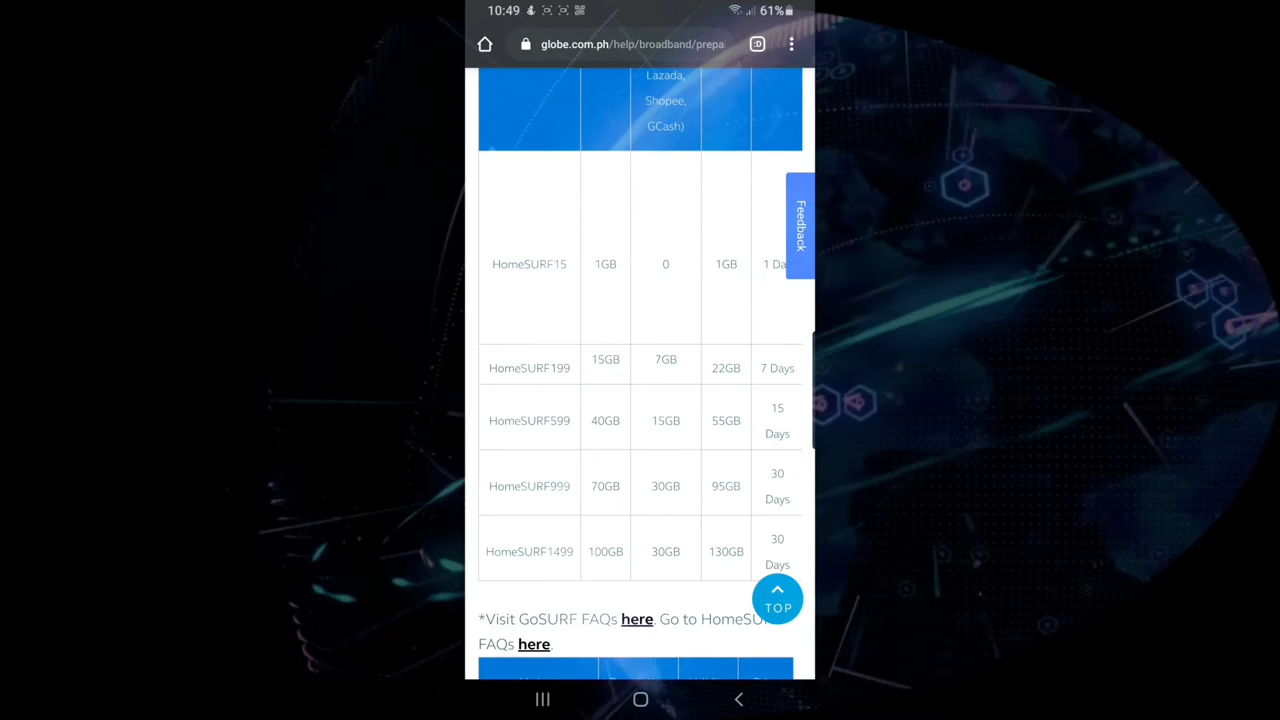 10:49
61%
globe.com.ph/help/broadband/prepa
:D
Lazada,
Shopee,
GCash)
Feedback
HomeSURF15 1GB 0 1GB 1 Da
HomeSURF199 15GB 7GB 22GB 7 Days
HomeSURF599 40GB 15GB 55GB 15 Days
HomeSURF999 70GB 30GB 95GB 30 Days
HomeSURF1499 100GB 30GB 130GB 30 Days
TOP
*Visit GoSURF FAQs here. Go to HomeSU
FAQs here.